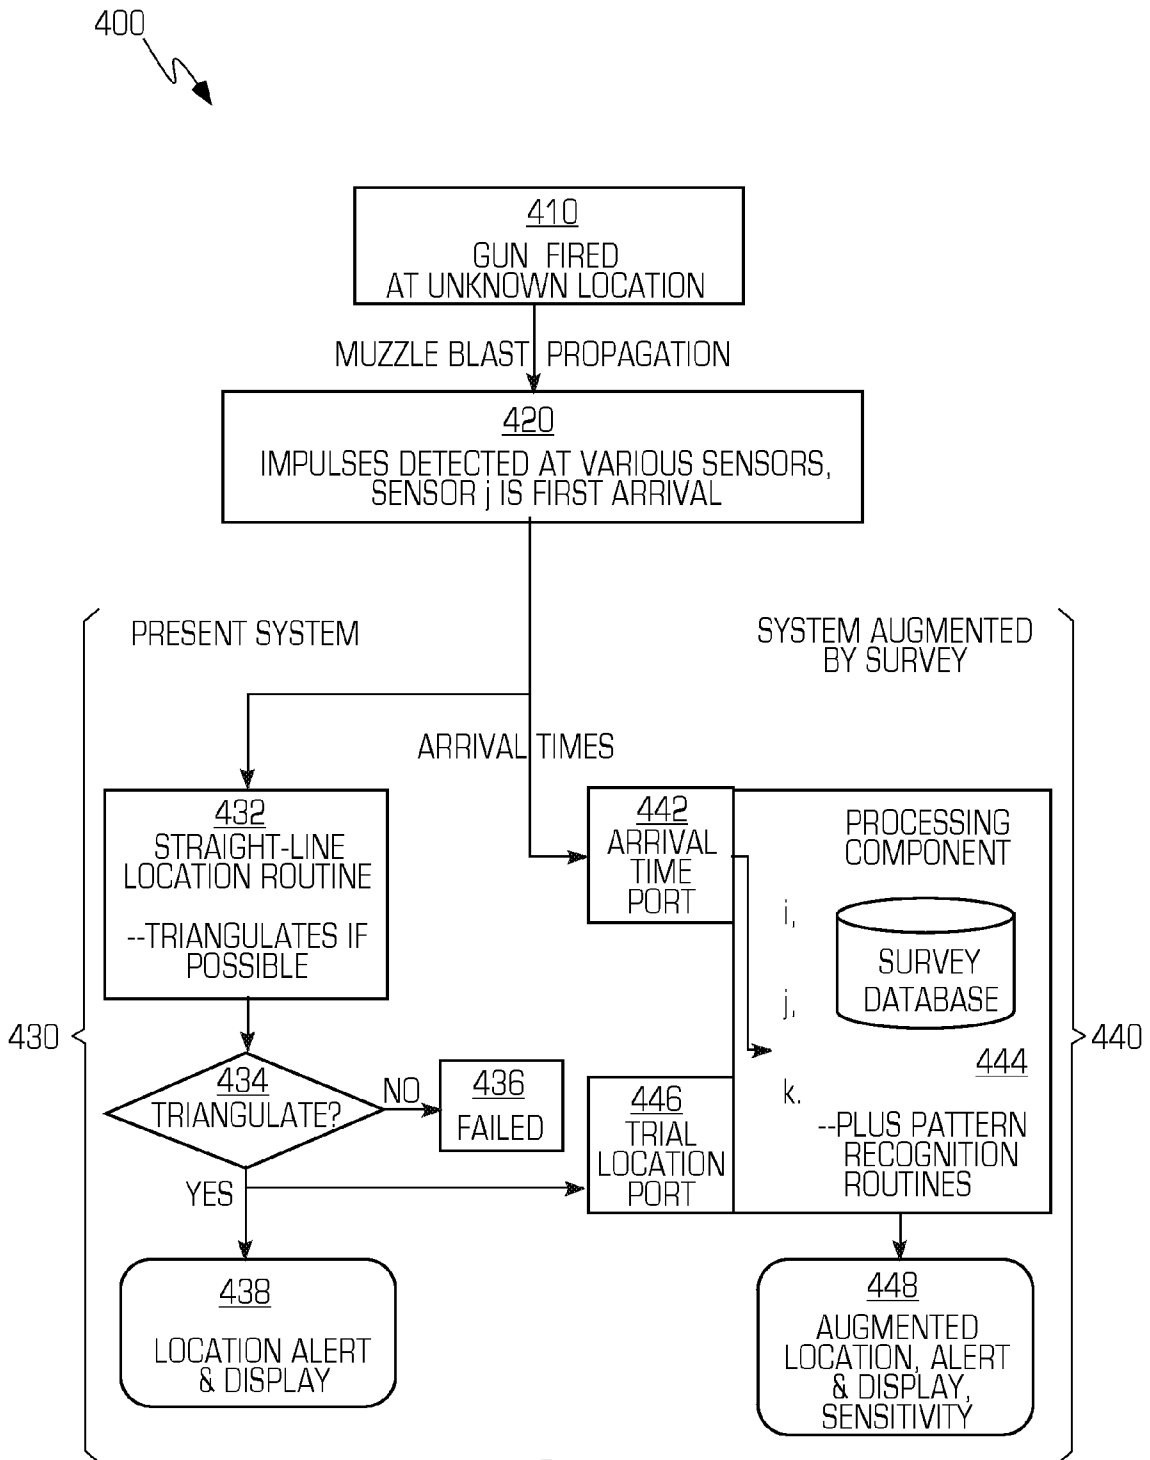 400
410
GUN FIRED
AT UNKNOWN LOCATION
MUZZLE BLAST PROPAGATION
420
IMPULSES DETECTED AT VARIOUS SENSORS,
SENSOR j IS FIRST ARRIVAL
PRESENT SYSTEM
SYSTEM AUGMENTED
BY SURVEY
ARRIVAL TIMES
430
432
STRAIGHT-LINE
LOCATION ROUTINE
--TRIANGULATES IF
POSSIBLE
434
TRIANGULATE?
NO
436
FAILED
YES
438
LOCATION ALERT
& DISPLAY
442
ARRIVAL
TIME
PORT
PROCESSING
COMPONENT
i,
j,
k.
SURVEY
DATABASE
444
--PLUS PATTERN
RECOGNITION
ROUTINES
446
TRIAL
LOCATION
PORT
440
448
AUGMENTED
LOCATION, ALERT
& DISPLAY,
SENSITIVITY